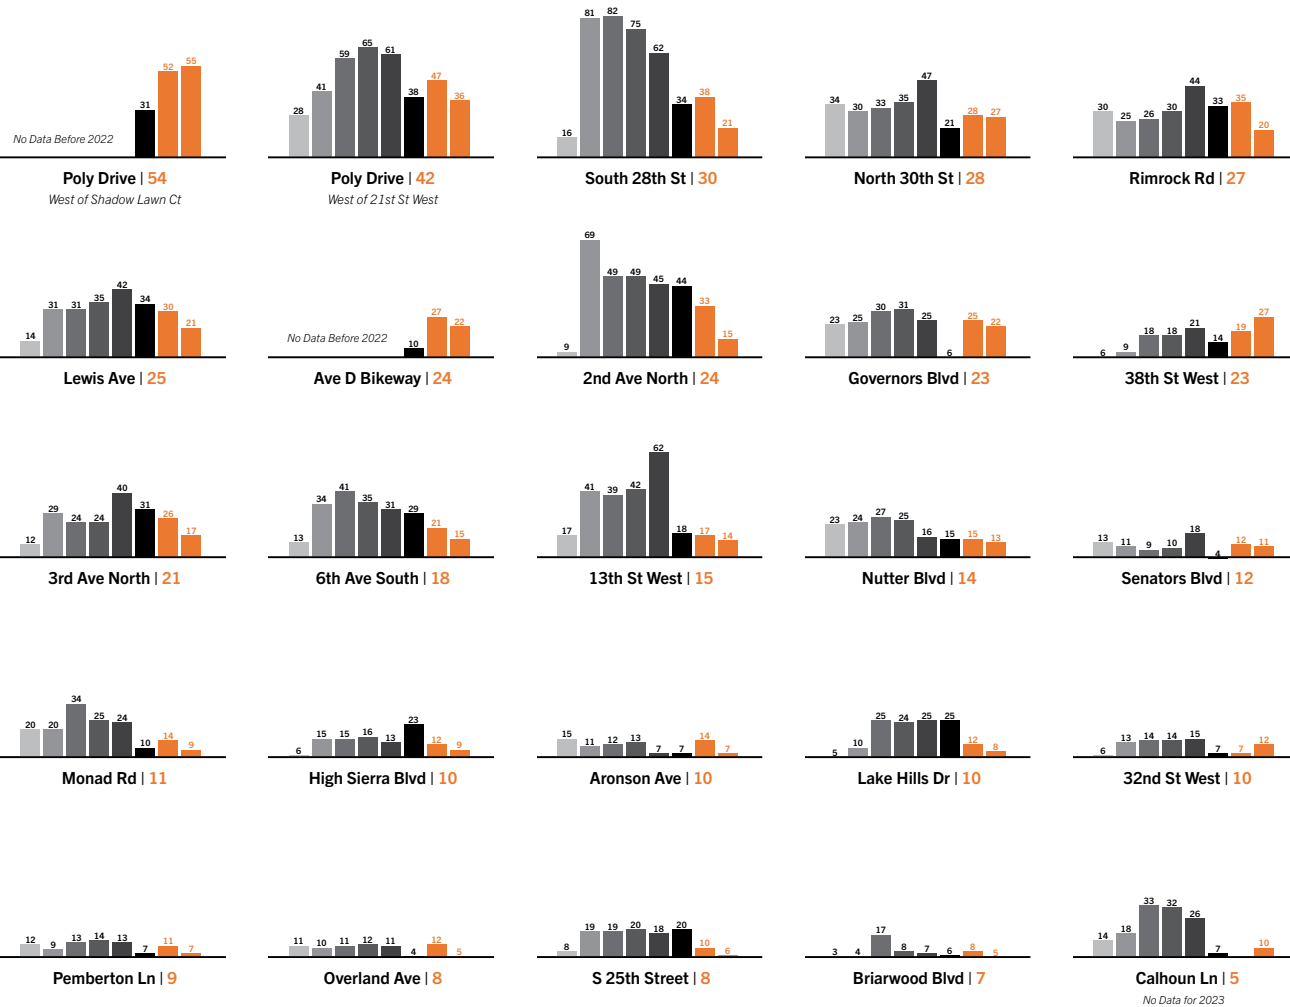 31 52 55
No Data Before 2022
Poly Drive | 54
West of Shadow Lawn Ct
28 41 59 65 61 38 47 36
Poly Drive | 42
West of 21st St West
16 81 82 75 62 34 38 21
South 28th St | 30
34 30 33 35 47 21 28 27
North 30th St | 28
30 25 26 30 44 33 35 20
Rimrock Rd | 27
14 31 31 35 42 34 30 21
Lewis Ave | 25
No Data Before 2022
10 27 22
Ave D Bikeway | 24
9 69 49 49 45 44 33 15
2nd Ave North | 24
23 25 30 31 25 6 25 22
Governors Blvd | 23
6 9 18 18 21 14 19 27
38th St West | 23
12 29 24 24 40 31 26 17
3rd Ave North | 21
13 34 41 35 31 29 21 15
6th Ave South | 18
17 41 39 42 62 18 17 14
13th St West | 15
23 24 27 25 16 15 15 13
Nutter Blvd | 14
13 11 9 10 18 4 12 11
Senators Blvd | 12
20 20 34 25 24 10 14 9
Monad Rd | 11
6 15 15 16 13 23 12 9
High Sierra Blvd | 10
15 11 12 13 7 7 14 7
Aronson Ave | 10
5 10 25 24 25 25 12 8
Lake Hills Dr | 10
6 13 14 14 15 7 7 12
32nd St West | 10
12 9 13 14 13 7 11 7
Pemberton Ln | 9
11 10 11 12 11 4 12 5
Overland Ave | 8
8 19 19 20 18 20 10 6
S 25th Street | 8
3 4 17 8 7 6 8 5
Briarwood Blvd | 7
14 18 33 32 26 7 10
Calhoun Ln | 5
No Data for 2023